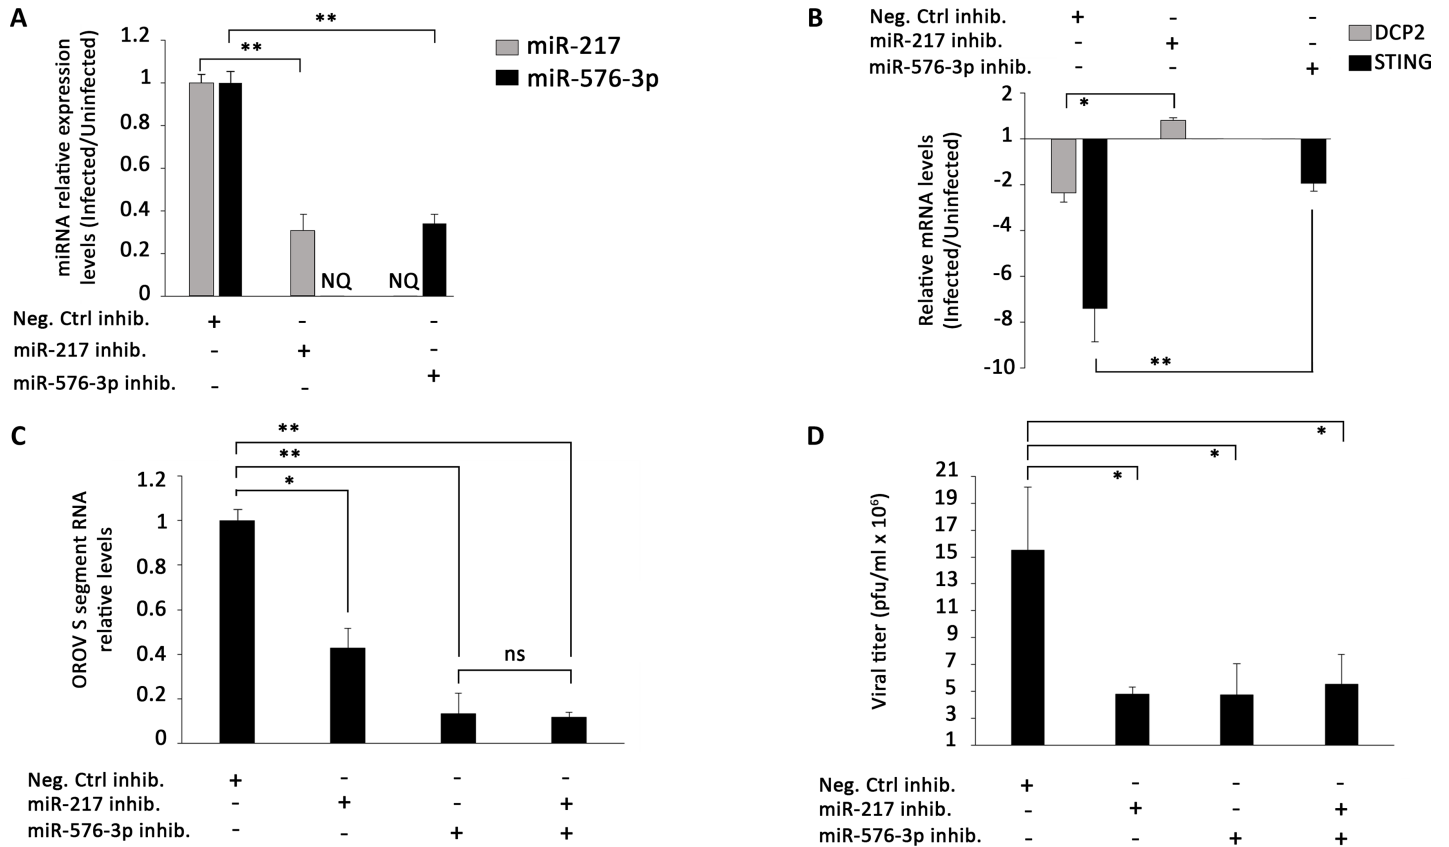 A
**
**
miR-217
miR-576-3p
miRNA relative expression
levels (Infected/Uninfected)
1.2
1
0.8
0.6
0.4
0.2
0
NQ NQ
Neg. Ctrl inhib. + - -
miR-217 inhib. - + -
miR-576-3p inhib. - - +
B
Neg. Ctrl inhib. + - -
miR-217 inhib. - + -
miR-576-3p inhib. - - +
DCP2
STING
Relative mRNA levels
(Infected/Uninfected)
2
1
-2
-4
-6
-8
-10
*
**
C
**
**
*
OROV S segment RNA
relative levels
1.2
1
0.8
0.6
0.4
0.2
0
ns
Neg. Ctrl inhib. + - - -
miR-217 inhib. - + - +
miR-576-3p inhib. - - + +
D
*
*
*
Viral titer (pfu/ml x 10⁶)
21
19
17
15
13
11
9
7
5
3
1
Neg. Ctrl inhib. + - - -
miR-217 inhib. - + - +
miR-576-3p inhib. - - + +